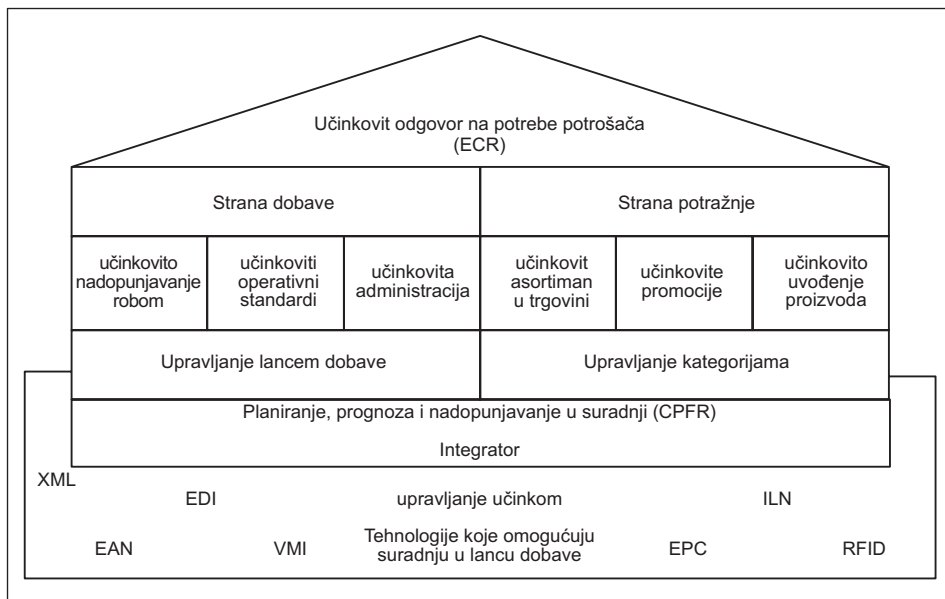 Učinkovit odgovor na potrebe potrošača
(ECR)
Strana dobave
Strana potražnje
učinkovito
nadopunjavanje
robom
učinkoviti
operativni
standardi
učinkovita
administracija
učinkovit
asortiman
u trgovini
učinkovite
promocije
učinkovito
uvođenje
proizvoda
Upravljanje lancem dobave
Upravljanje kategorijama
Planiranje, prognoza i nadopunjavanje u suradnji (CPFR)
Integrator
XML
EDI
upravljanje učinkom
ILN
EAN
VMI
Tehnologije koje omogućuju
suradnju u lancu dobave
EPC
RFID